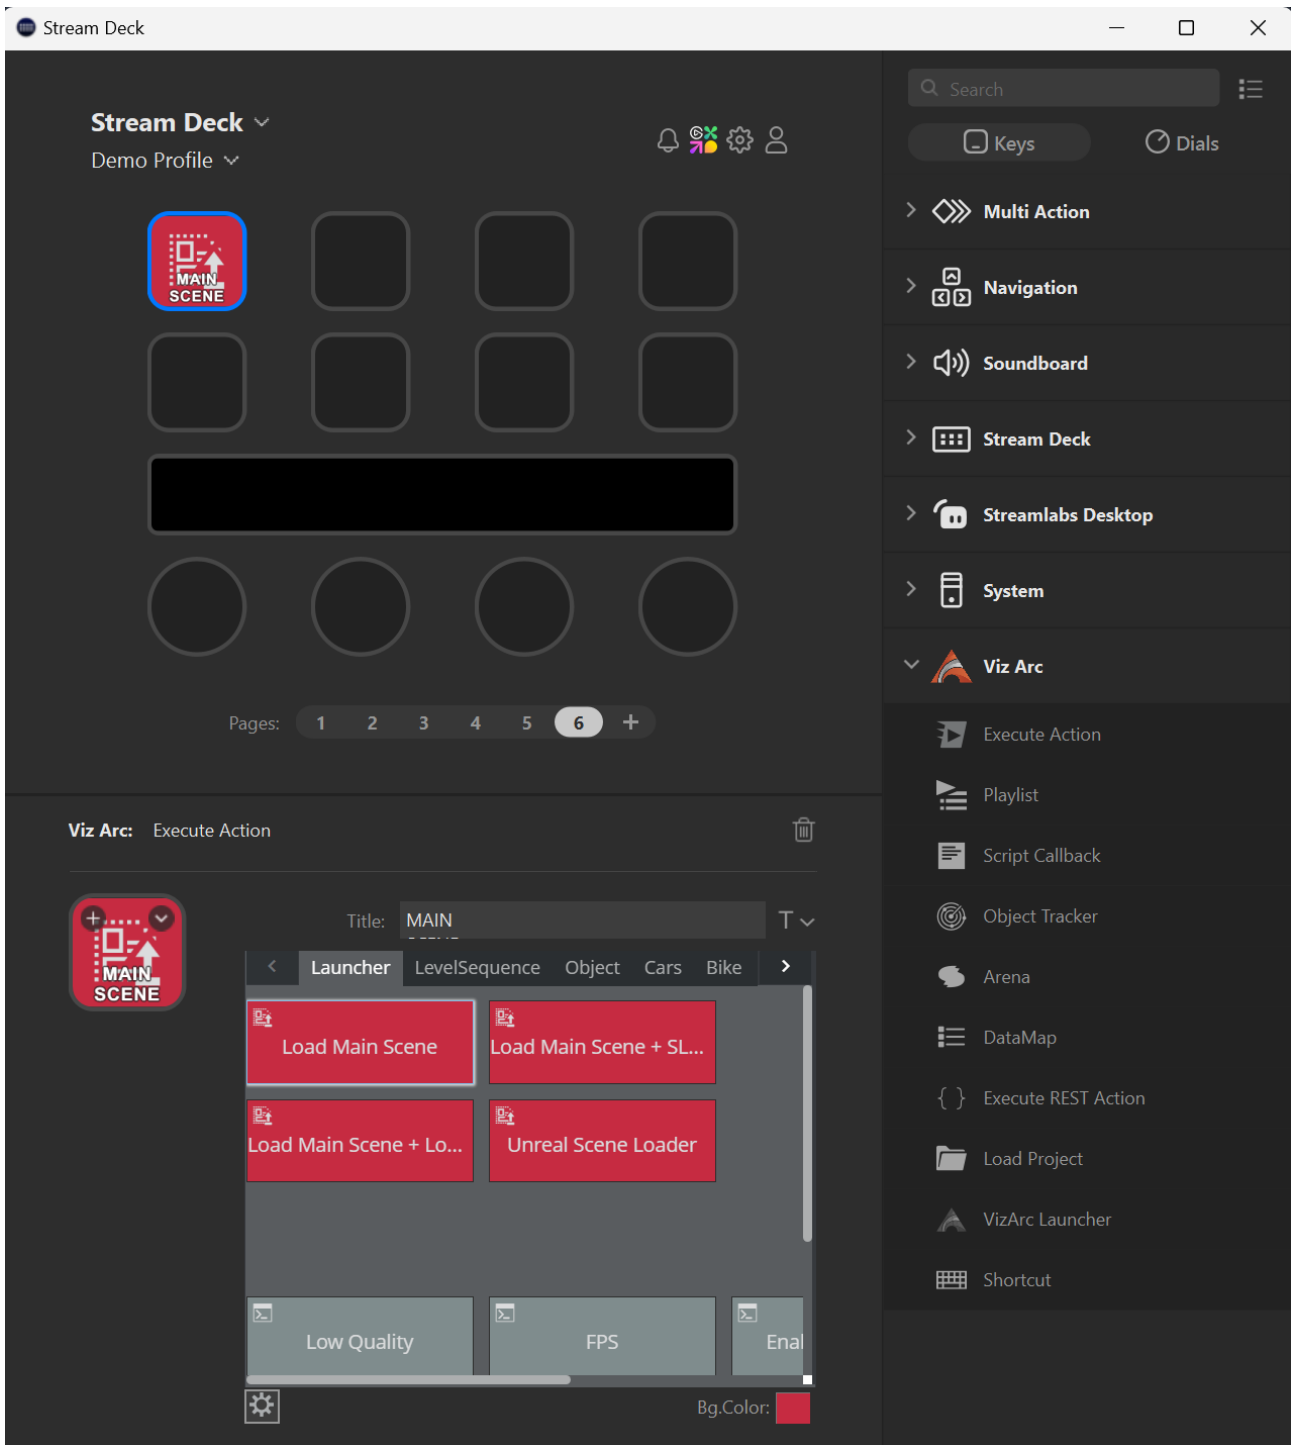 Stream Deck
Stream Deck
Demo Profile
MAIN
SCENE
Pages: 1 2 3 4 5 6 +
Viz Arc: Execute Action
MAIN
SCENE
Title: MAIN
Launcher LevelSequence Object Cars Bike
Load Main Scene
Load Main Scene + SL...
Load Main Scene + Lo...
Unreal Scene Loader
Low Quality
FPS
Enal
Bg.Color:
Search
Keys
Dials
Multi Action
Navigation
Soundboard
Stream Deck
Streamlabs Desktop
System
Viz Arc
Execute Action
Playlist
Script Callback
Object Tracker
Arena
DataMap
Execute REST Action
Load Project
VizArc Launcher
Shortcut